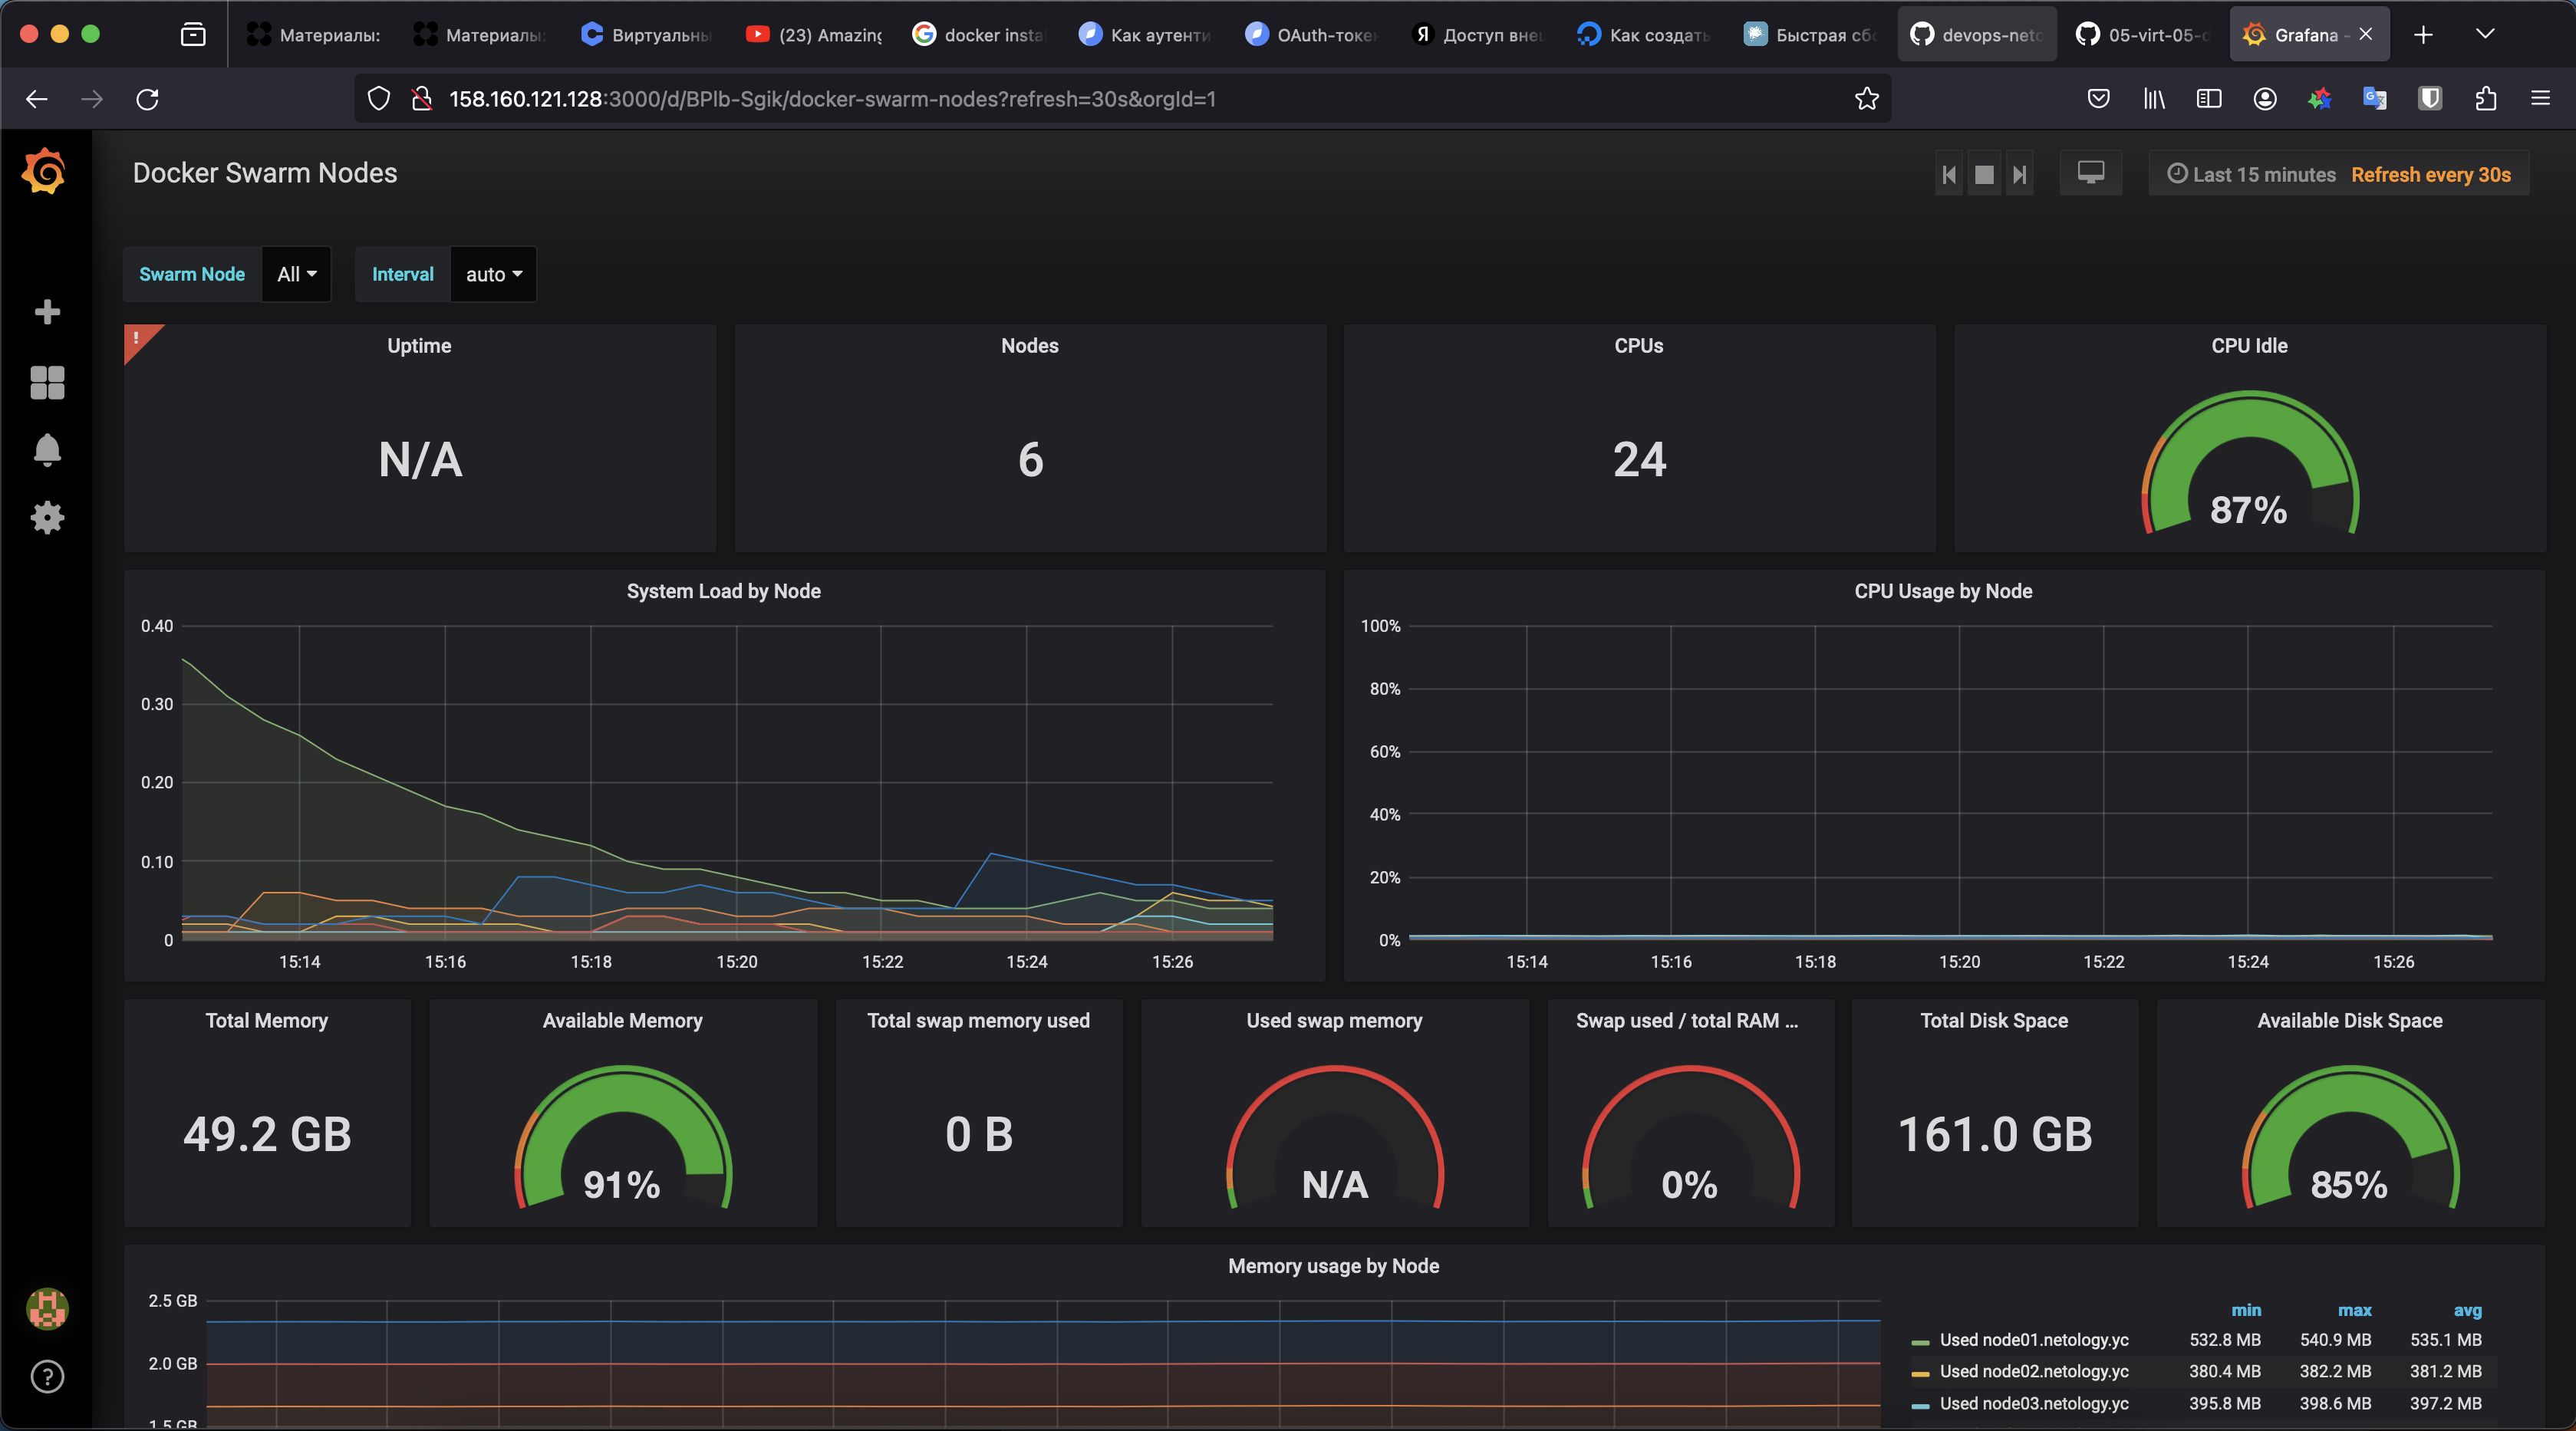 Материалы:
Материалы:
Виртуальны
(23) Amazing
docker insta
Как аутенти
OAuth-токе
Доступ вне
Как создать
Быстрая сбо
devops-neto
05-virt-05-d
Grafana -
158.160.121.128:3000/d/BPlb-Sgik/docker-swarm-nodes?refresh=30s&orgId=1
Docker Swarm Nodes
Last 15 minutes Refresh every 30s
Swarm Node All
Interval auto
!
Uptime
N/A
Nodes
6
CPUs
24
CPU Idle
87%
System Load by Node
0.40
0.30
0.20
0.10
0
15:14 15:16 15:18 15:20 15:22 15:24 15:26
CPU Usage by Node
100%
80%
60%
40%
20%
0%
15:14 15:16 15:18 15:20 15:22 15:24 15:26
Total Memory
49.2 GB
Available Memory
91%
Total swap memory used
0 B
Used swap memory
N/A
Swap used / total RAM ...
0%
Total Disk Space
161.0 GB
Available Disk Space
85%
Memory usage by Node
2.5 GB
2.0 GB
1.5 GB
min max avg
Used node01.netology.yc 532.8 MB 540.9 MB 535.1 MB
Used node02.netology.yc 380.4 MB 382.2 MB 381.2 MB
Used node03.netology.yc 395.8 MB 398.6 MB 397.2 MB